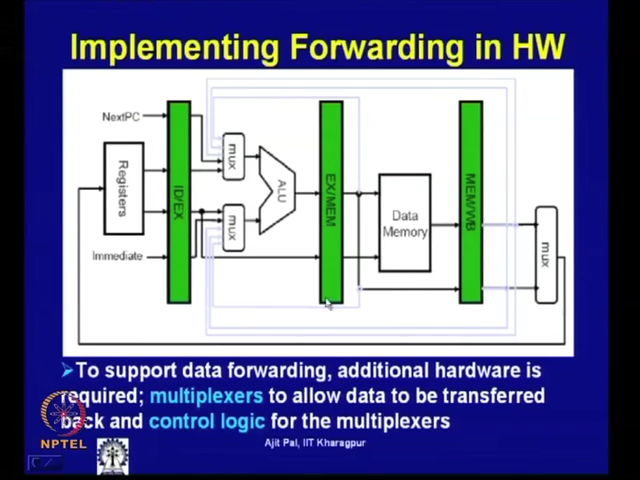 Implementing Forwarding in HW
NextPC
Registers
Immediate
ID/EX
mux
mux
ALU
EX/MEM
Data
Memory
MEM/WB
mux
➢To support data forwarding, additional hardware is
required; multiplexers to allow data to be transferred
back and control logic for the multiplexers
NPTEL
Ajit Pal, IIT Kharagpur